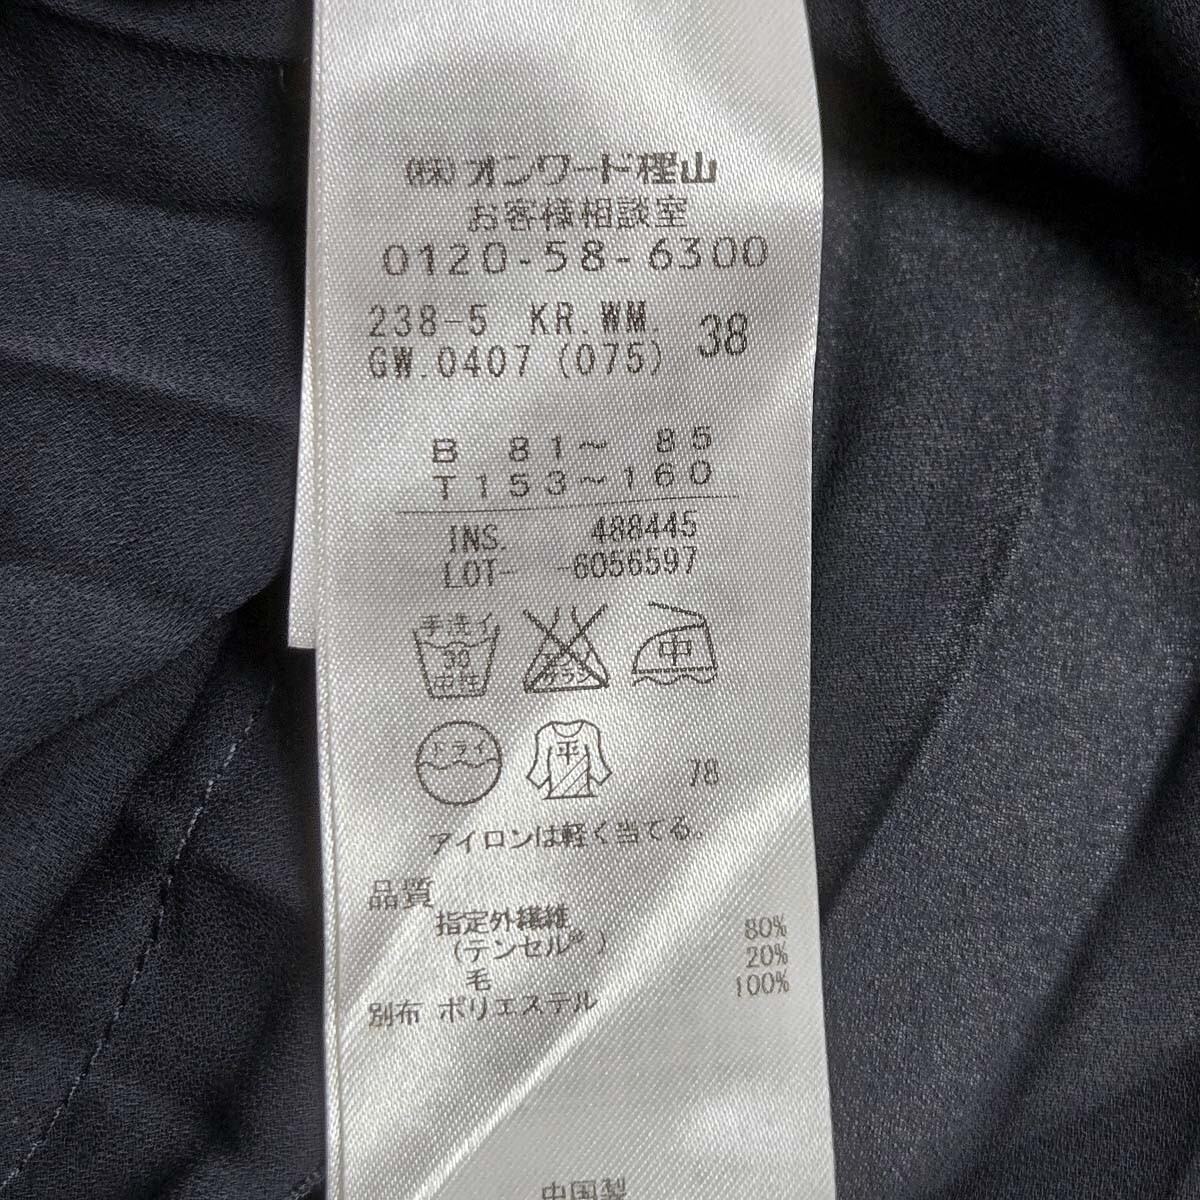 ㈱オンワード樫山
お客様相談室
0120-58-6300
238-5 KR.WM. 38
GW.0407 (075)
B 81〜 85
T153〜160
INS. 488445
LOT- -6056597
手洗イ
30
中性
サラシ
中
ドライ
平
78
アイロンは軽く当てる。
品質
指定外繊維
(テンセル®) 80%
毛 20%
別布 ポリエステル 100%
中国製